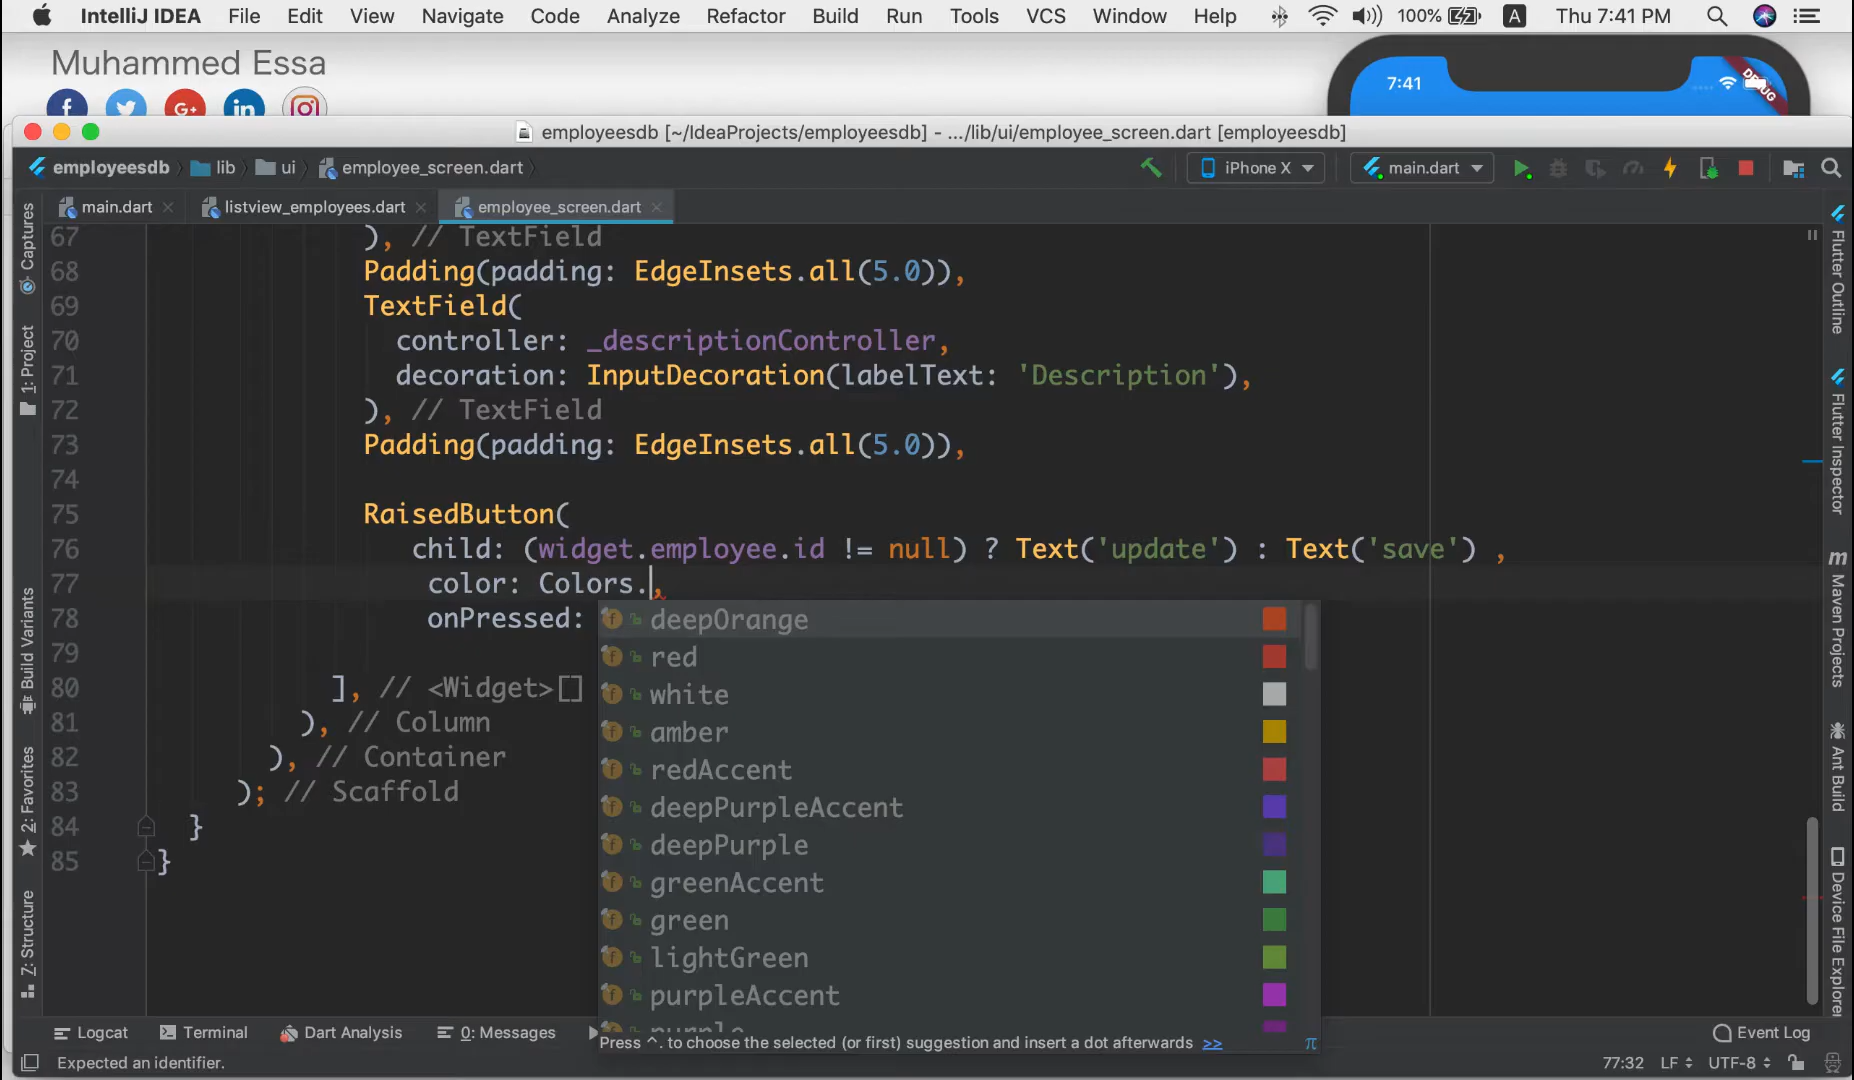 IntelliJ IDEA File Edit View Navigate Code Analyze Refactor Build Run Tools VCS Window Help 100% A Thu 7:41 PM
Muhammed Essa
7:41
DEBUG
employeesdb [~/IdeaProjects/employeesdb] - .../lib/ui/employee_screen.dart [employeesdb]
employeesdb lib ui employee_screen.dart iPhone X main.dart
main.dart listview_employees.dart employee_screen.dart
67 ), // TextField
68 Padding(padding: EdgeInsets.all(5.0)),
69 TextField(
70 controller: _descriptionController,
71 decoration: InputDecoration(labelText: 'Description'),
72 ), // TextField
73 Padding(padding: EdgeInsets.all(5.0)),
74
75 RaisedButton(
76 child: (widget.employee.id != null) ? Text('update') : Text('save') ,
77 color: Colors.,
78 onPressed:
79
80 ], // <Widget>[]
81 ), // Column
82 ), // Container
83 ); // Scaffold
84 }
85 }
deepOrange
red
white
amber
redAccent
deepPurpleAccent
deepPurple
greenAccent
green
lightGreen
purpleAccent
purple
Press ^. to choose the selected (or first) suggestion and insert a dot afterwards >> π
Captures
1: Project
Build Variants
2: Favorites
7: Structure
Flutter Outline
Flutter Inspector
Maven Projects
Ant Build
Device File Explorer
Logcat Terminal Dart Analysis 0: Messages Event Log
Expected an identifier. 77:32 LF UTF-8